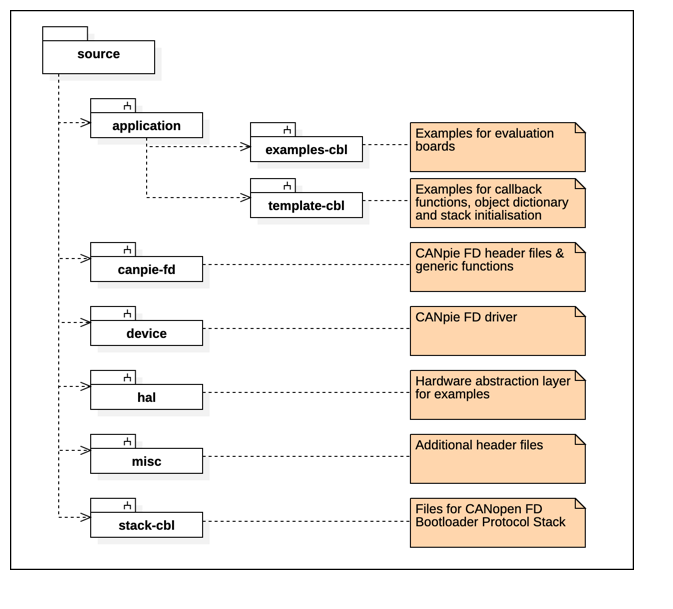 source
application
examples-cbl
Examples for evaluation
boards
template-cbl
Examples for callback
functions, object dictionary
and stack initialisation
canpie-fd
CANpie FD header files &
generic functions
device
CANpie FD driver
hal
Hardware abstraction layer
for examples
misc
Additional header files
stack-cbl
Files for CANopen FD
Bootloader Protocol Stack